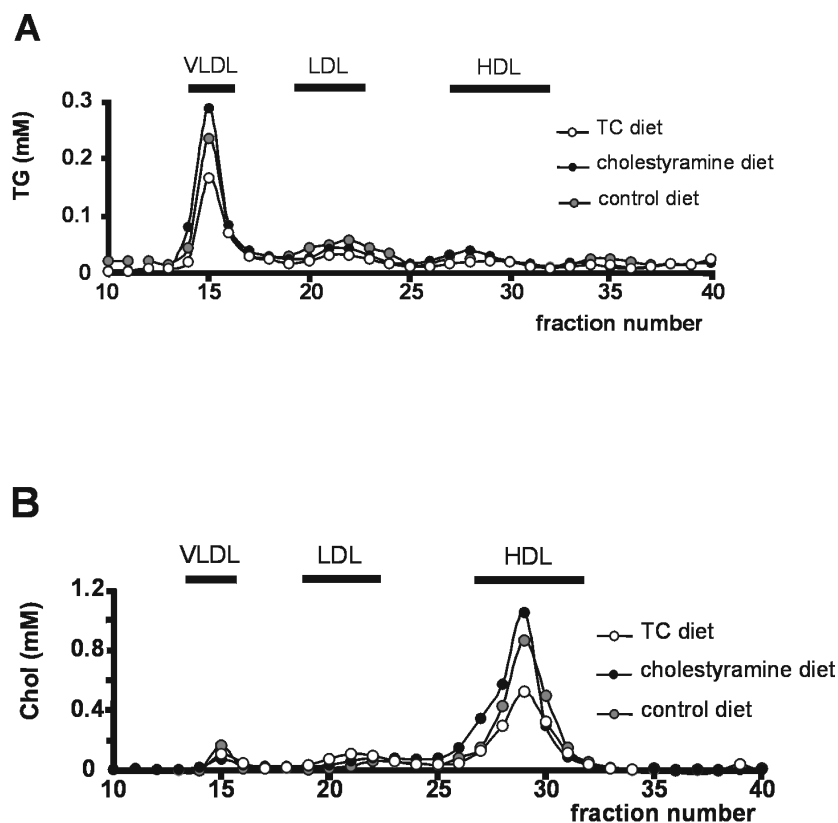 A
VLDL LDL HDL
TG (mM)
0.3
0.2
0.1
0
TC diet
cholestyramine diet
control diet
10 15 20 25 30 35 40
fraction number
B
VLDL LDL HDL
Chol (mM)
1.2
0.8
0.4
0
TC diet
cholestyramine diet
control diet
10 15 20 25 30 35 40
fraction number